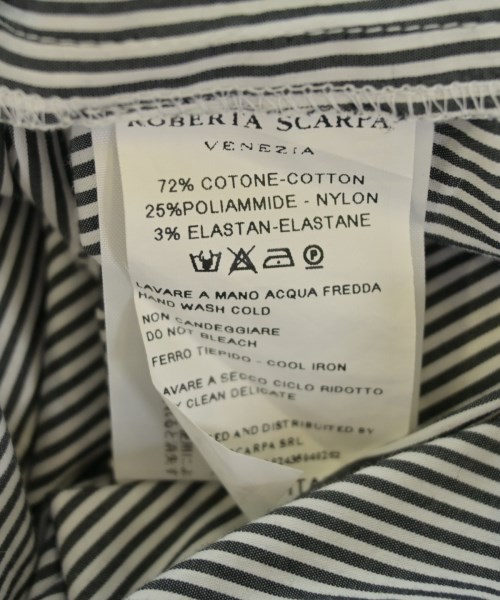 ROBERTA SCARPA
VENEZIA
72% COTONE-COTTON
25%POLIAMMIDE - NYLON
3% ELASTAN-ELASTANE
LAVARE A MANO ACQUA FREDDA
HAND WASH COLD
NON CANDEGGIARE
DO NOT BLEACH
FERRO TIEPIDO - COOL IRON
AVARE A SECCO CICLO RIDOTTO
CLEAN DELICATE
ED AND DISTRIBUITED BY
SCARPA SRL